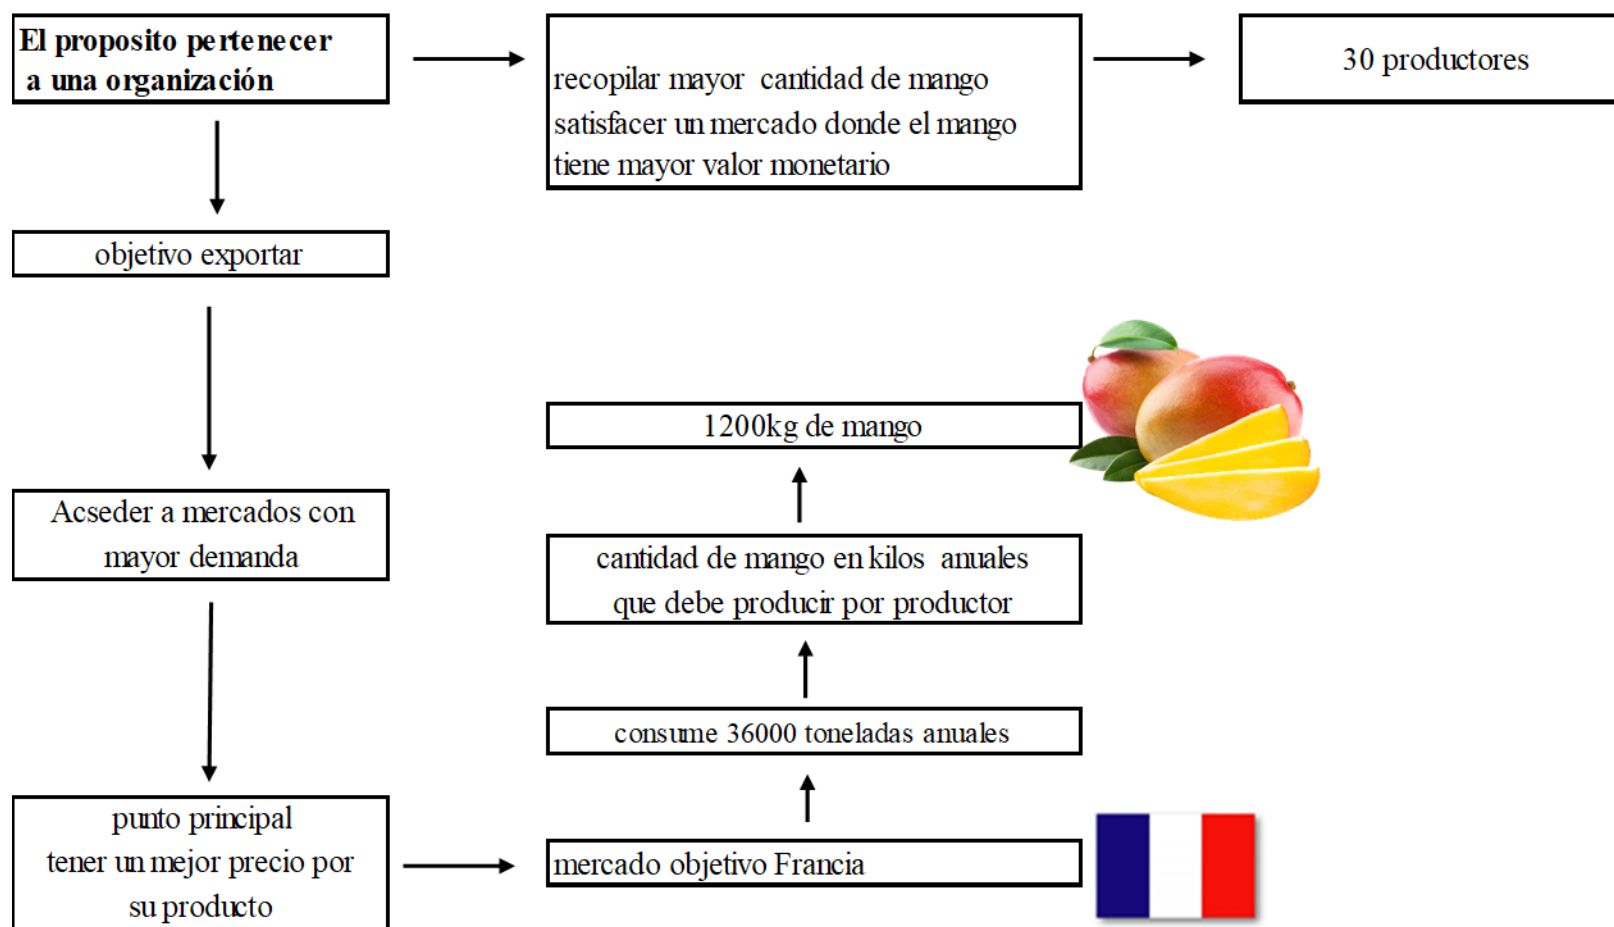 El proposito pertenecer
a una organización
recopilar mayor cantidad de mango
satisfacer un mercado donde el mango
tiene mayor valor monetario
30 productores
objetivo exportar
1200kg de mango
Acseder a mercados con
mayor demanda
cantidad de mango en kilos anuales
que debe producir por productor
consume 36000 toneladas anuales
punto principal
tener un mejor precio por
su producto
mercado objetivo Francia